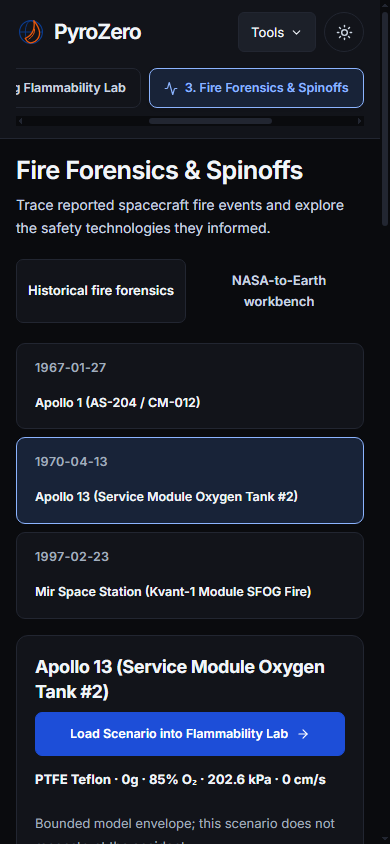 PyroZero
Tools
g Flammability Lab
3. Fire Forensics & Spinoffs
Fire Forensics & Spinoffs
Trace reported spacecraft fire events and explore
the safety technologies they informed.
Historical fire forensics
NASA-to-Earth
workbench
1967-01-27
Apollo 1 (AS-204 / CM-012)
1970-04-13
Apollo 13 (Service Module Oxygen Tank #2)
1997-02-23
Mir Space Station (Kvant-1 Module SFOG Fire)
Apollo 13 (Service Module Oxygen
Tank #2)
Load Scenario into Flammability Lab →
PTFE Teflon · 0g · 85% O₂ · 202.6 kPa · 0 cm/s
Bounded model envelope; this scenario does not